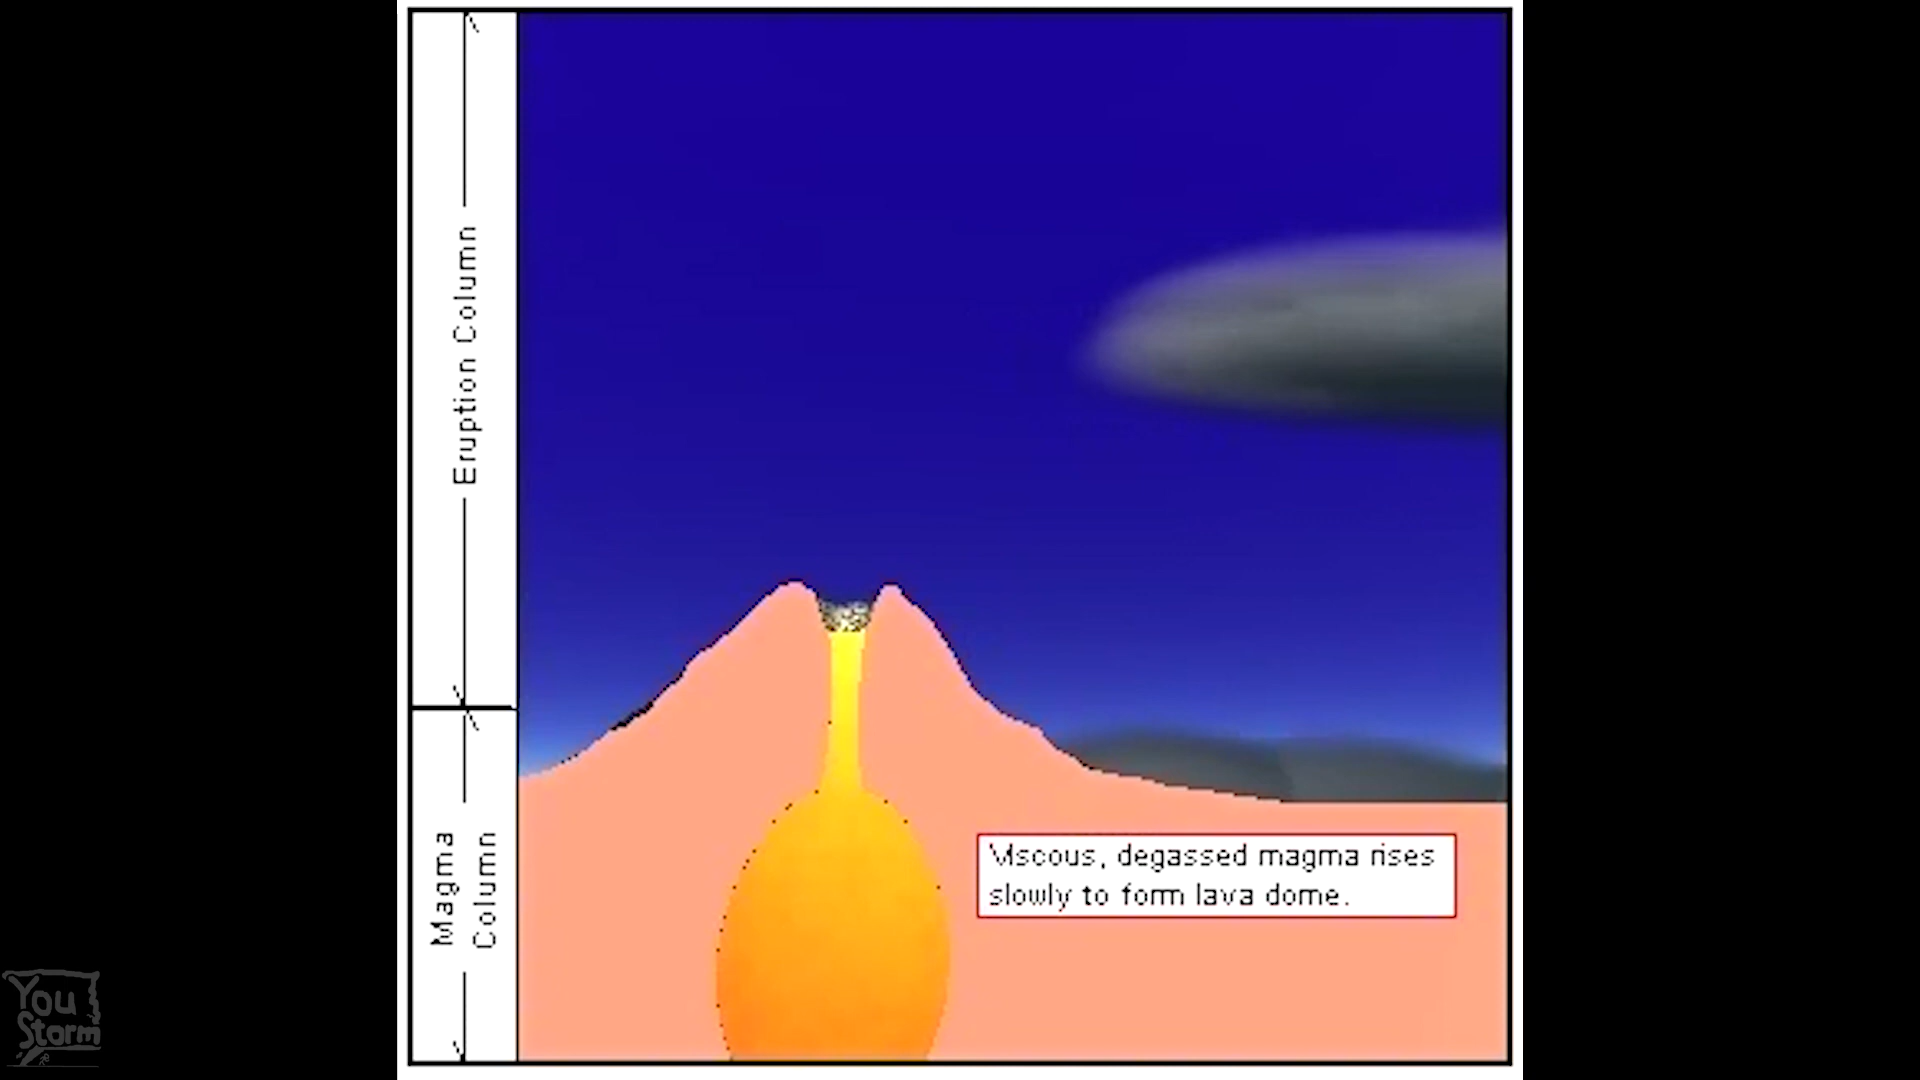 Eruption Column
Magma
Column
Viscous, degassed magma rises
slowly to form lava dome.
You
Storm